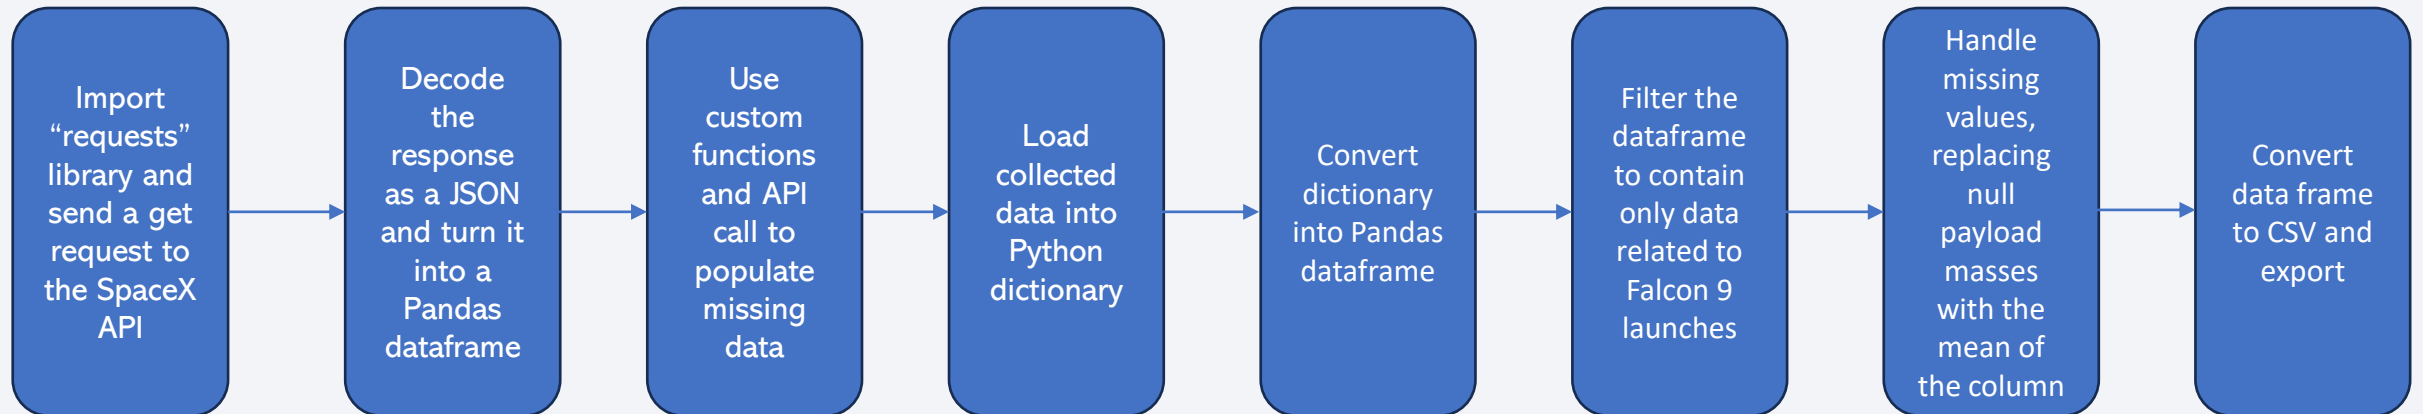 Import
“requests”
library and
send a get
request to
the SpaceX
API
Decode
the
response
as a JSON
and turn it
into a
Pandas
dataframe
Use
custom
functions
and API
call to
populate
missing
data
Load
collected
data into
Python
dictionary
Convert
dictionary
into Pandas
dataframe
Filter the
dataframe
to contain
only data
related to
Falcon 9
launches
Handle
missing
values,
replacing
null
payload
masses
with the
mean of
the column
Convert
data frame
to CSV and
export